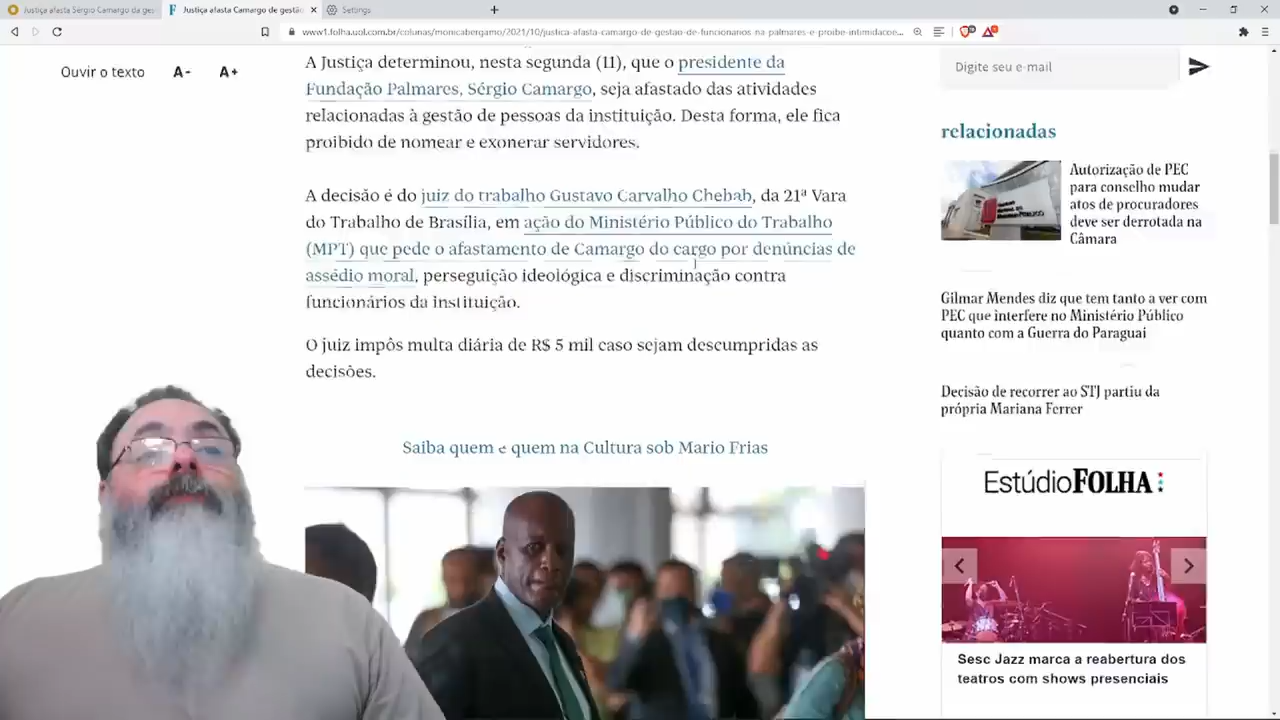 Justiça afasta Sérgio Camargo da ges
Justiça afasta Camargo de gestão
Settings
www1.folha.uol.com.br/colunas/monicabergamo/2021/10/justica-afasta-camargo-de-gestao-de-funcionarios-na-palmares-e-proibe-intimidacoe...
Ouvir o texto A- A+
A Justiça determinou, nesta segunda (11), que o presidente da
Fundação Palmares, Sérgio Camargo, seja afastado das atividades
relacionadas à gestão de pessoas da instituição. Desta forma, ele fica
proibido de nomear e exonerar servidores.
A decisão é do juiz do trabalho Gustavo Carvalho Chehab, da 21ª Vara
do Trabalho de Brasília, em ação do Ministério Público do Trabalho
(MPT) que pede o afastamento de Camargo do cargo por denúncias de
assédio moral, perseguição ideológica e discriminação contra
funcionários da instituição.
O juiz impôs multa diária de R$ 5 mil caso sejam descumpridas as
decisões.
Saiba quem é quem na Cultura sob Mario Frias
Digite seu e-mail
relacionadas
Autorização de PEC
para conselho mudar
atos de procuradores
deve ser derrotada na
Câmara
Gilmar Mendes diz que tem tanto a ver com
PEC que interfere no Ministério Público
quanto com a Guerra do Paraguai
Decisão de recorrer ao STJ partiu da
própria Mariana Ferrer
Estúdio FOLHA
Sesc Jazz marca a reabertura dos
teatros com shows presenciais